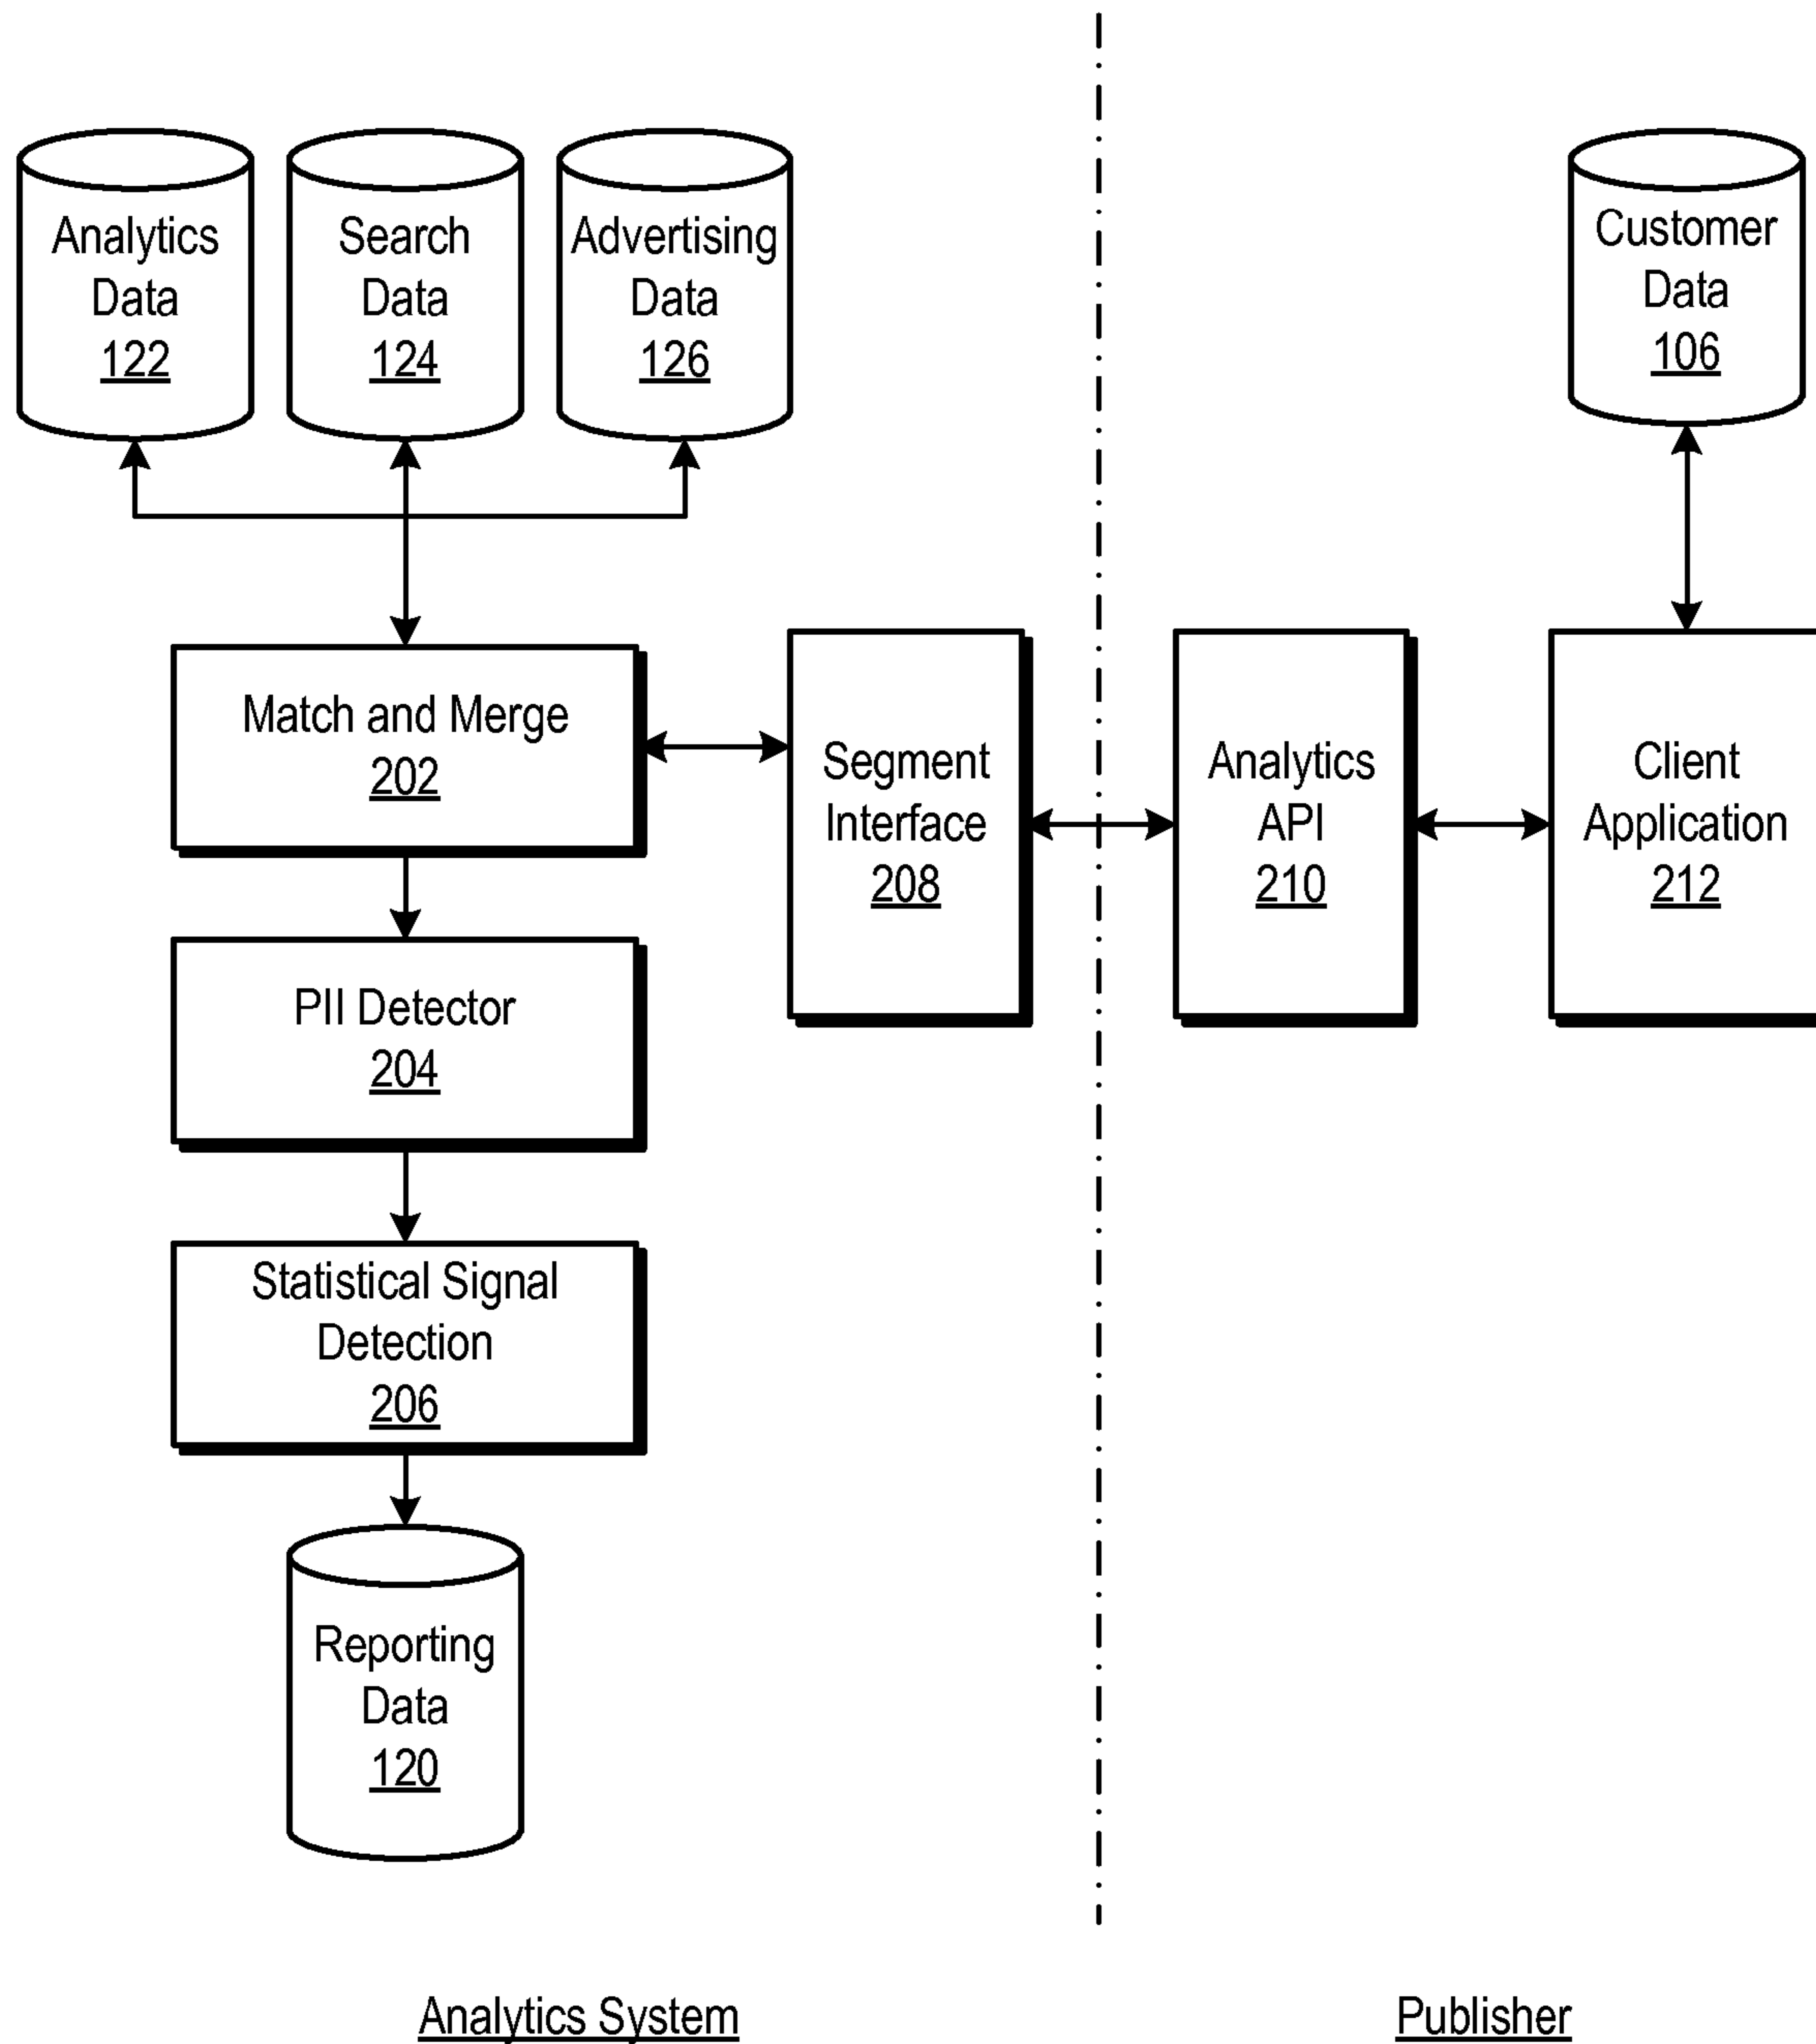 Analytics
Data
122
Search
Data
124
Advertising
Data
126
Customer
Data
106
Match and Merge
202
Segment
Interface
208
Analytics
API
210
Client
Application
212
PII Detector
204
Statistical Signal
Detection
206
Reporting
Data
120
Analytics System
Publisher